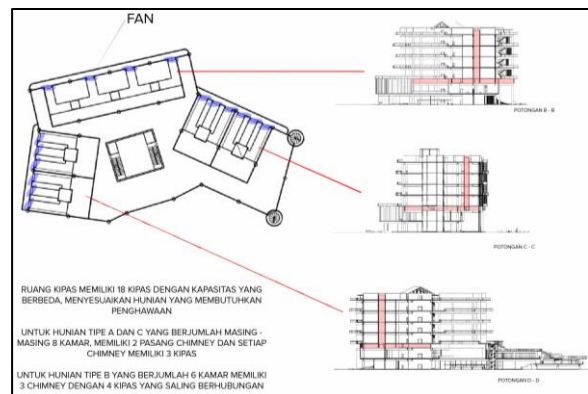 FAN
POTONGAN B - B
POTONGAN C - C
POTONGAN D - D
RUANG KIPAS MEMILIKI 18 KIPAS DENGAN KAPASITAS YANG
BERBEDA, MENYESUAIKAN HUNIAN YANG MEMBUTUHKAN
PENGHAWAAN
UNTUK HUNIAN TIPE A DAN C YANG BERJUMLAH MASING -
MASING 8 KAMAR, MEMILIKI 2 PASANG CHIMNEY DAN SETIAP
CHIMNEY MEMILIKI 3 KIPAS
UNTUK HUNIAN TIPE B YANG BERJUMLAH 6 KAMAR MEMILIKI
3 CHIMNEY DENGAN 4 KIPAS YANG SALING BERHUBUNGAN